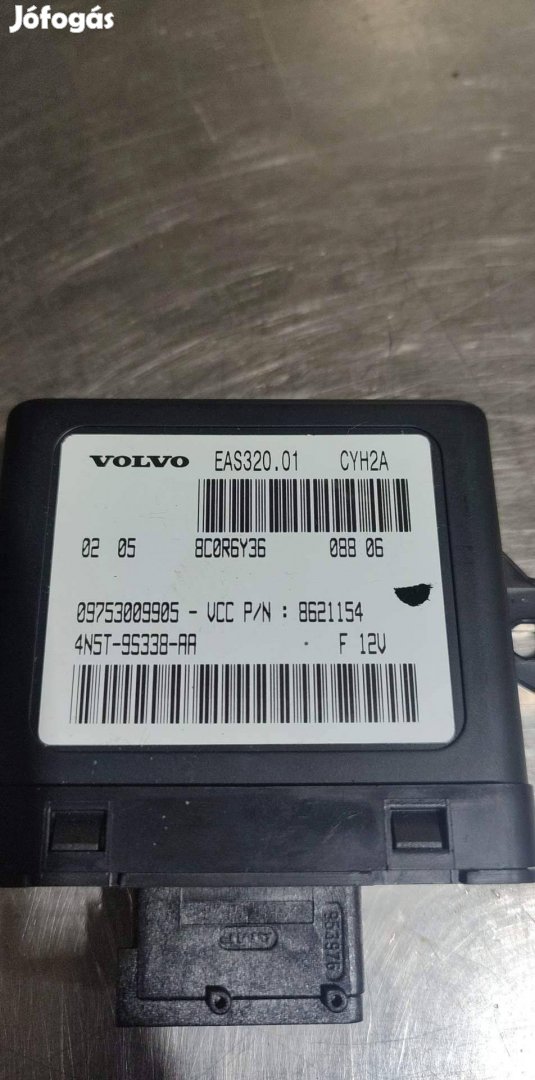 Jófogás
VOLVO EAS320.01 CYH2A
02 05 8C0R6Y36 088 06
09753009905 - VCC P/N : 8621154
4N5T-9S338-AA F 12V